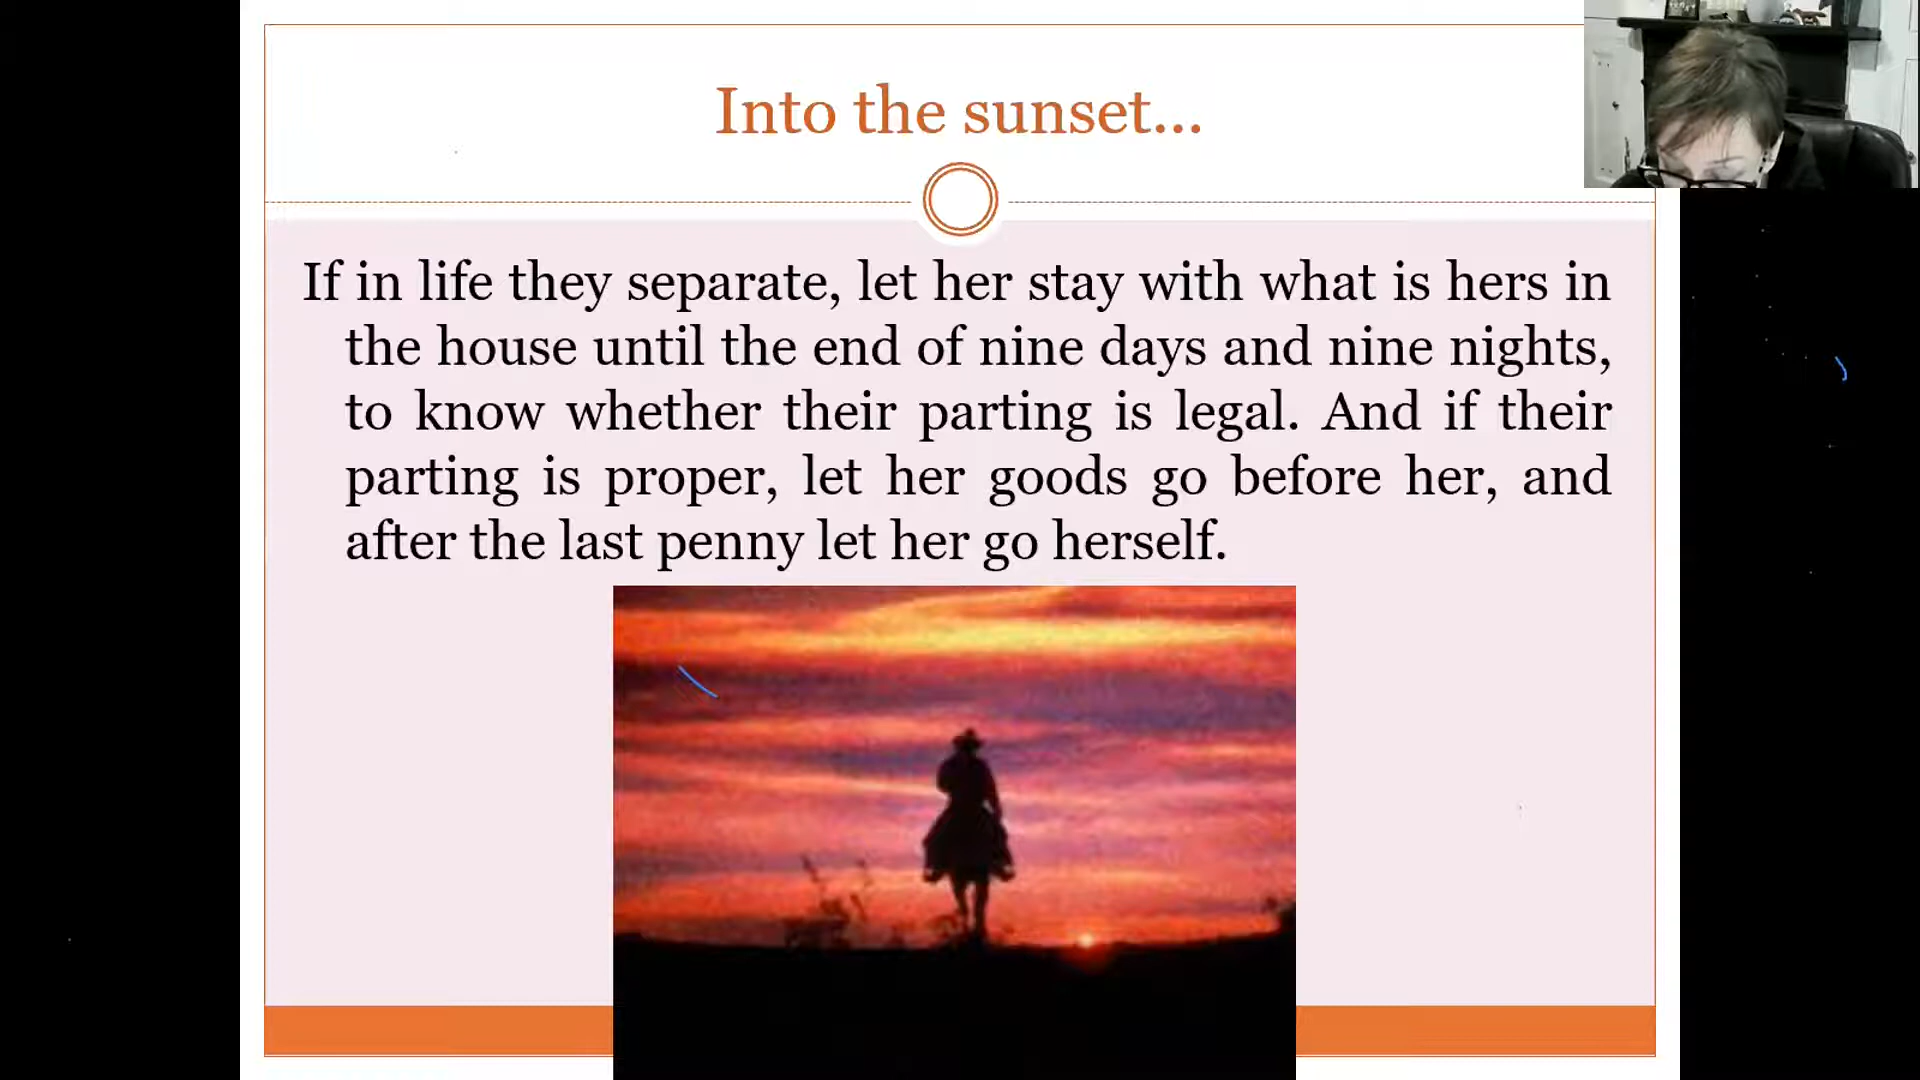 Into the sunset...
If in life they separate, let her stay with what is hers in
the house until the end of nine days and nine nights,
to know whether their parting is legal. And if their
parting is proper, let her goods go before her, and
after the last penny let her go herself.